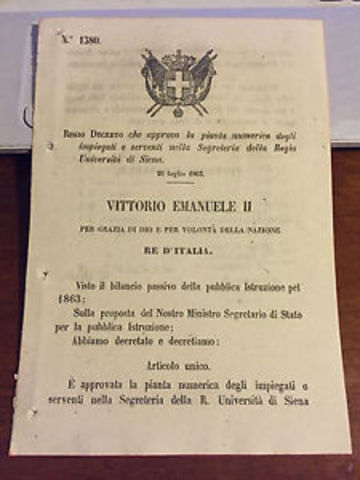 N.° 1380.
REGIO DECRETO che approva la pianta numerica degli
impiegati e serventi nella Segreteria della Regia
Università di Siena.
luglio 1863.
VITTORIO EMANUELE II
PER GRAZIA DI DIO E PER VOLONTÀ DELLA NAZIONE
RE D'ITALIA.
Visto il bilancio passivo della pubblica Istruzione pel
1863;
Sulla proposta del Nostro Ministro Segretario di Stato
per la pubblica Istruzione;
Abbiamo decretato e decretiamo:
Articolo unico.
È approvata la pianta numerica degli impiegati e
serventi nella Segreteria della R. Università di Siena